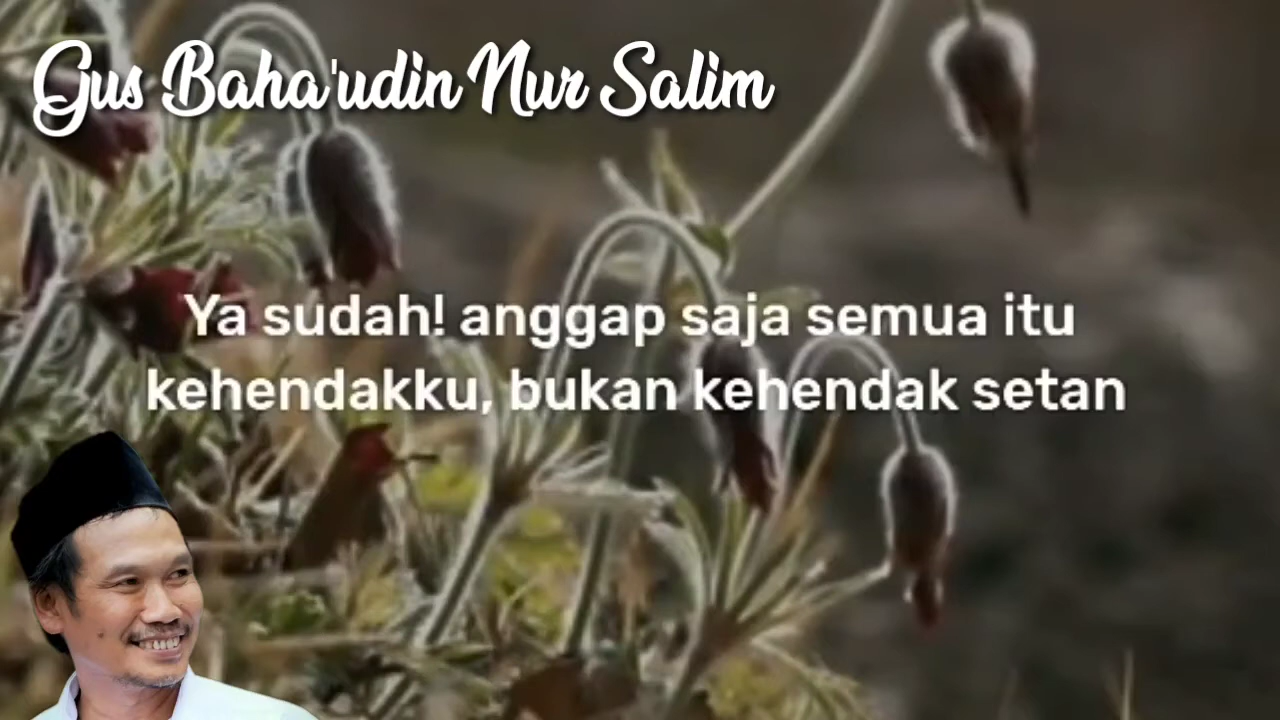 Gus Baha'udin Nur Salim
Ya sudah! anggap saja semua itu
kehendakku, bukan kehendak setan